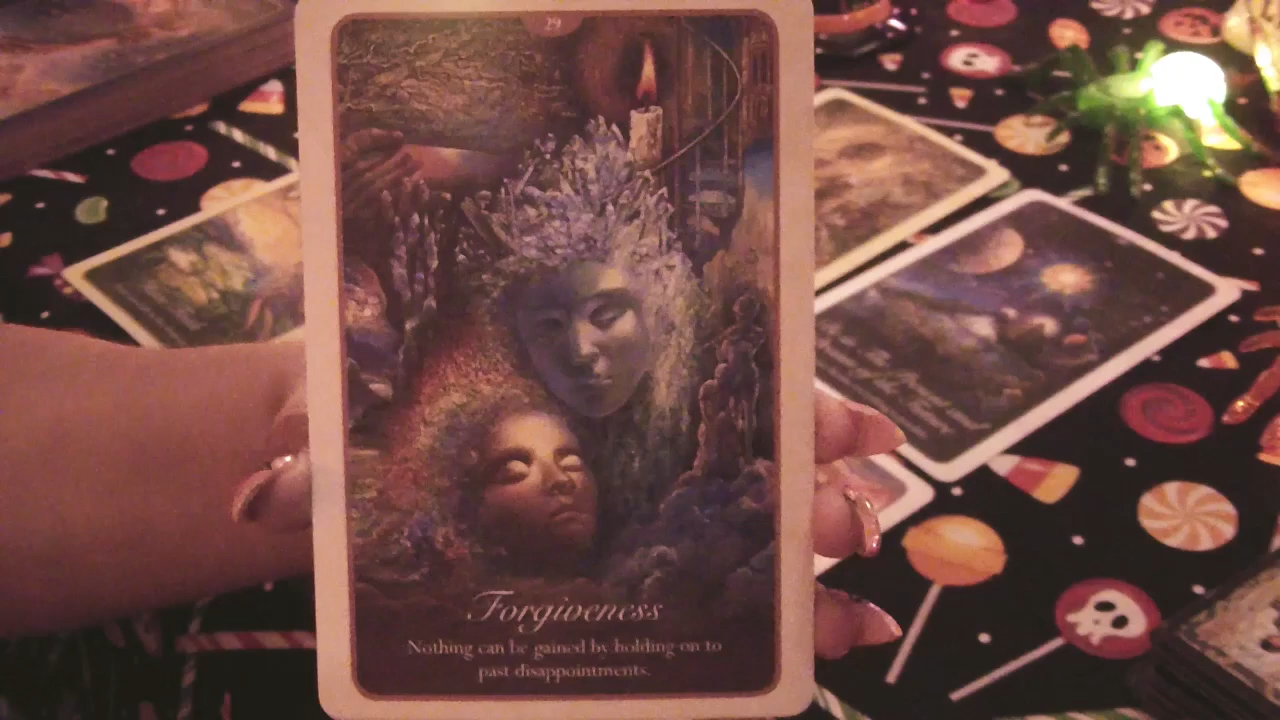 29
Forgiveness
Nothing can be gained by holding on to
past disappointments.